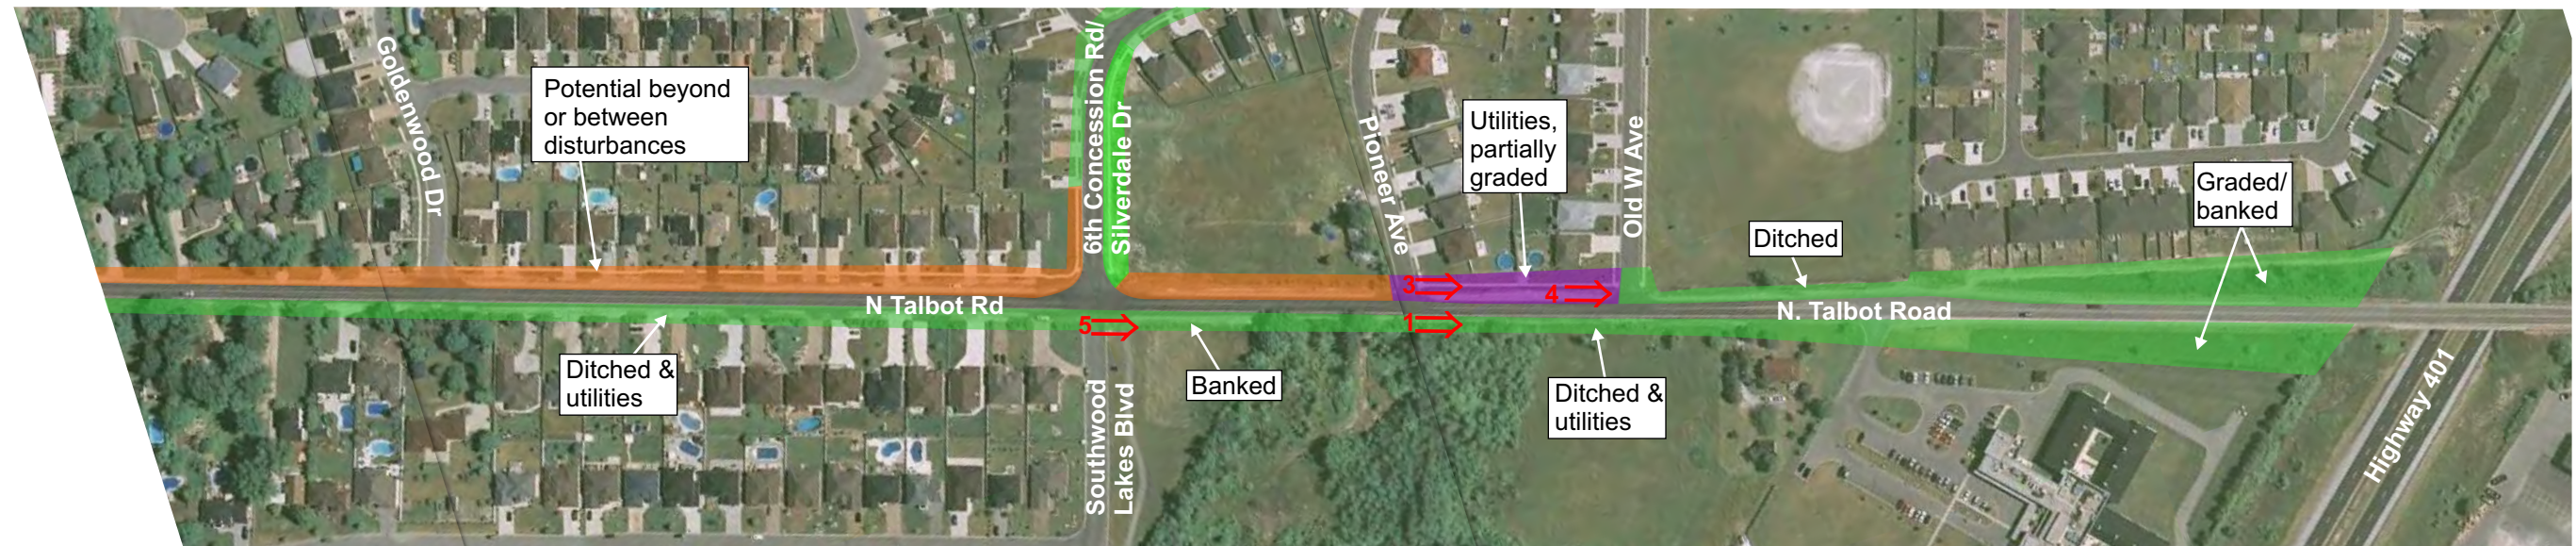 Goldenwood Dr
Potential beyond
or between
disturbances
6th Concession Rd/
Silverdale Dr
Pioneer Ave
Utilities,
partially
graded
Old W Ave
Ditched
Graded/
banked
3
4
N Talbot Rd
N. Talbot Road
5
1
Ditched &
utilities
Southwood
Lakes Blvd
Banked
Ditched &
utilities
Highway 401